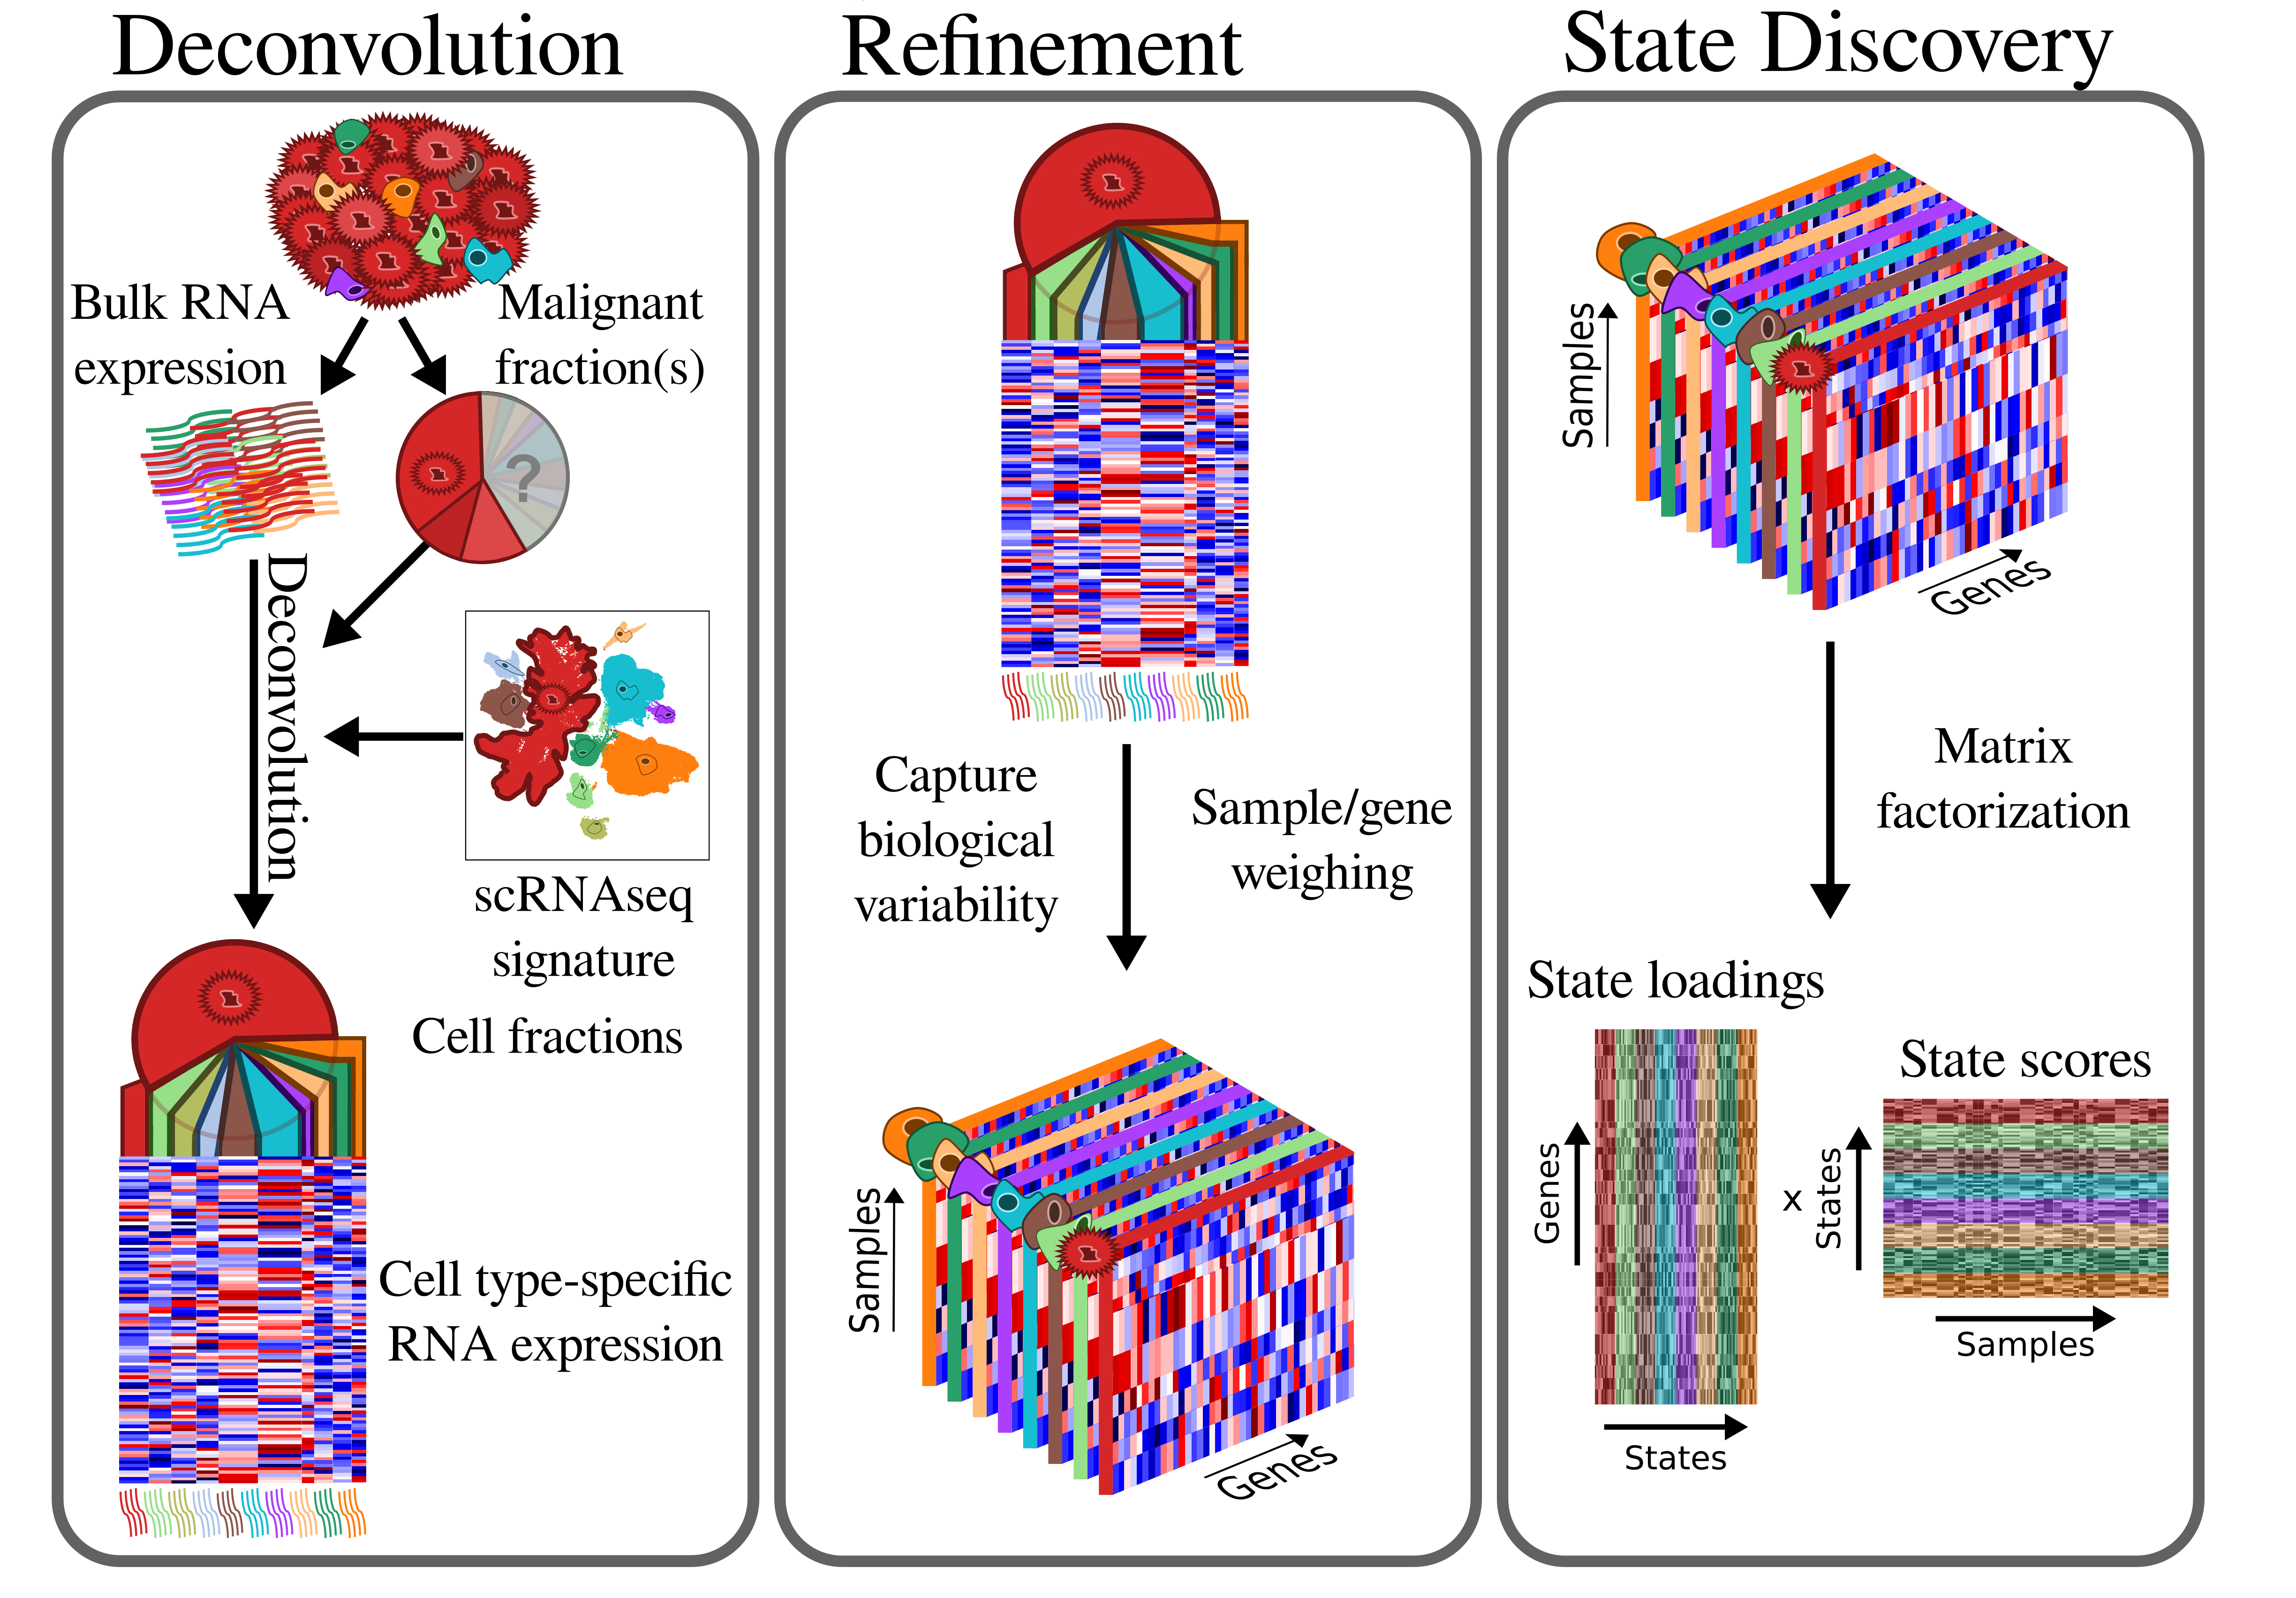 Deconvolution
Bulk RNA
expression
Malignant
fraction(s)
?
Deconvolution
scRNAseq
signature
Cell fractions
Cell type-specific
RNA expression
Refinement
Capture
biological
variability
Sample/gene
weighing
Samples
Genes
State Discovery
Samples
Genes
Matrix
factorization
State loadings
Genes
States
x
State scores
States
Samples